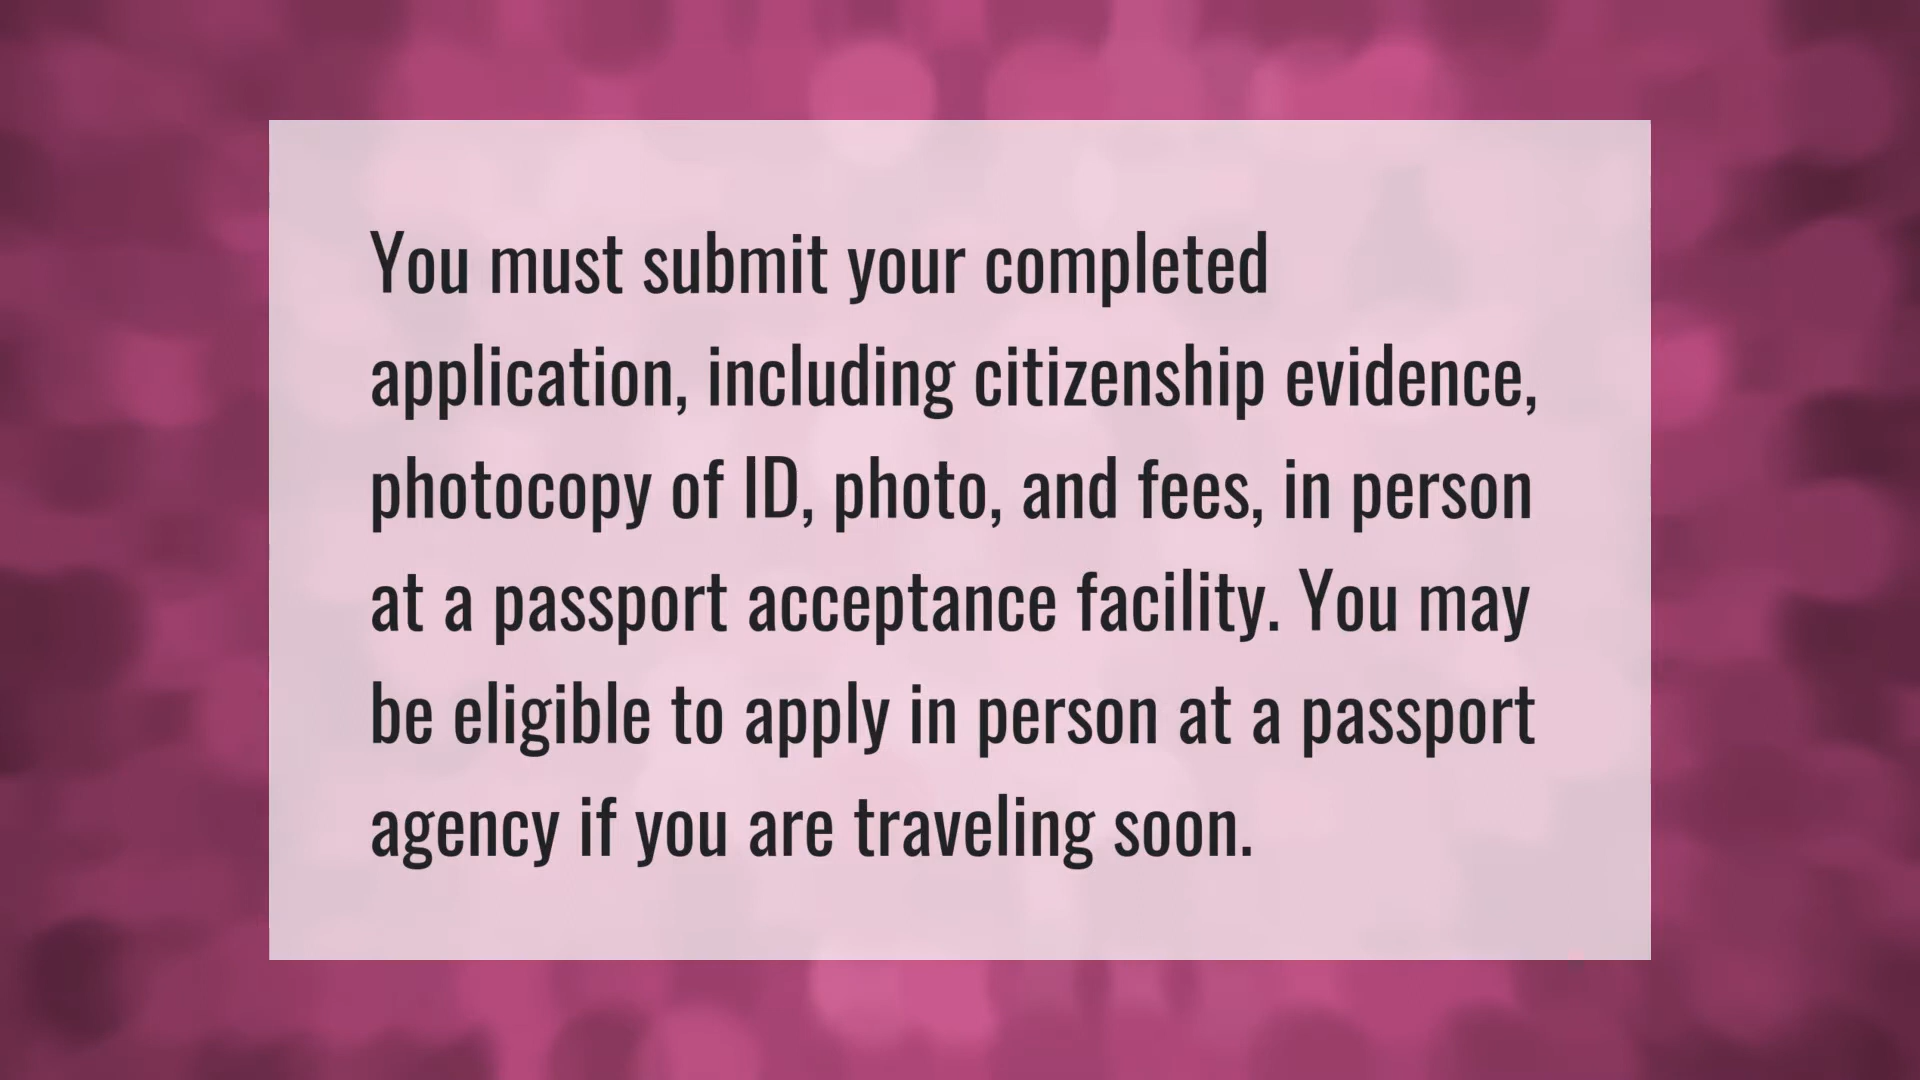 You must submit your completed
application, including citizenship evidence,
photocopy of ID, photo, and fees, in person
at a passport acceptance facility. You may
be eligible to apply in person at a passport
agency if you are traveling soon.